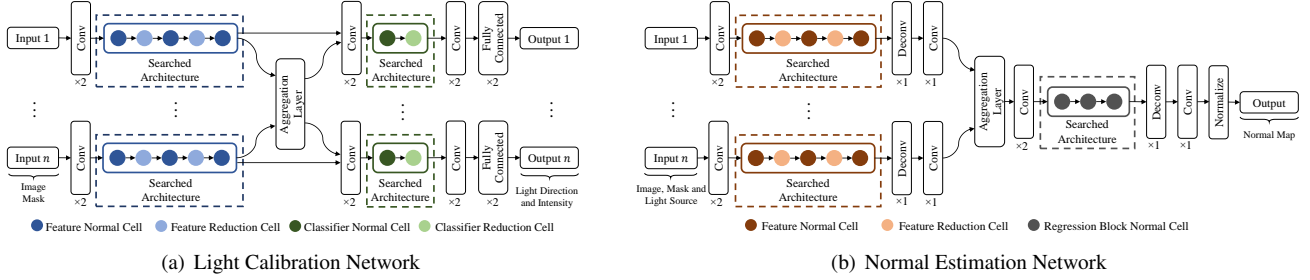 Input 1
Conv
×2
Searched
Architecture
Conv
×2
Searched
Architecture
Conv
×2
Fully
Connected
×2
Output 1
Aggregation
Layer
Input n
Image
Mask
Conv
×2
Searched
Architecture
Conv
×2
Searched
Architecture
Conv
×2
Fully
Connected
×2
Output n
Light Direction
and Intensity
Feature Normal Cell
Feature Reduction Cell
Classifier Normal Cell
Classifier Reduction Cell
(a) Light Calibration Network
Input 1
Conv
×2
Searched
Architecture
Deconv
×1
Conv
×1
Aggregation
Layer
Conv
×2
Searched
Architecture
Deconv
×1
Conv
×1
Normalize
Output
Normal Map
Input n
Image, Mask and
Light Source
Conv
×2
Searched
Architecture
Deconv
×1
Conv
×1
Feature Normal Cell
Feature Reduction Cell
Regression Block Normal Cell
(b) Normal Estimation Network